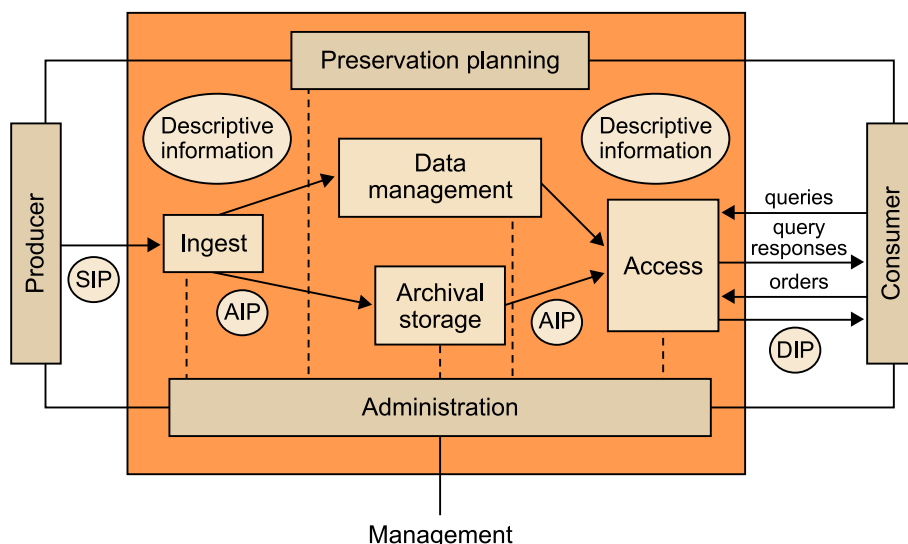 Preservation planning
Descriptive
information
Descriptive
information
Data
management
Producer
Ingest
SIP
AIP
Archival
storage
AIP
Access
queries
query
responses
orders
DIP
Consumer
Administration
Management